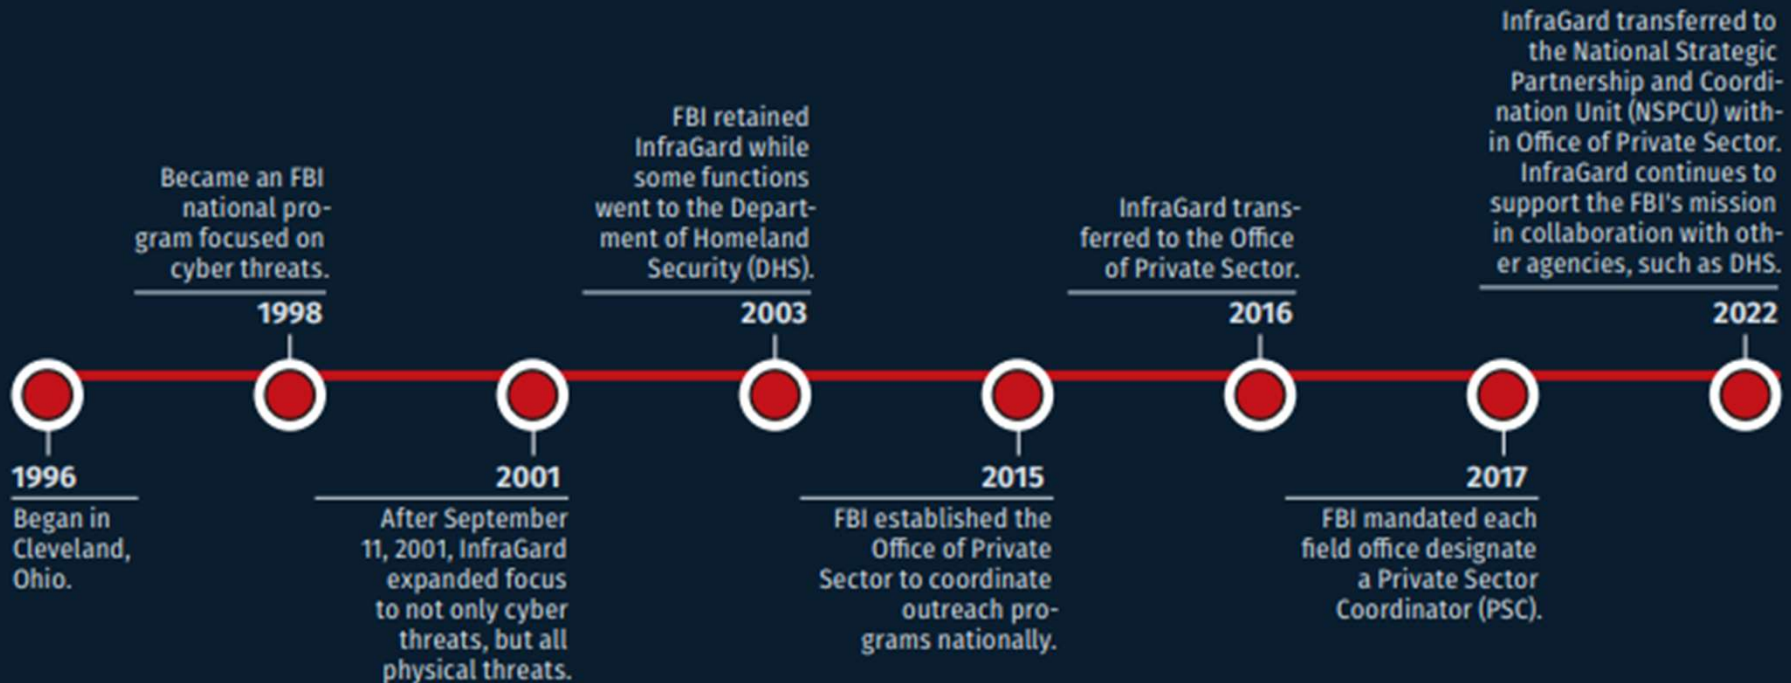 1996
Began in
Cleveland,
Ohio.
Became an FBI
national pro-
gram focused on
cyber threats.
1998
2001
After September
11, 2001, InfraGard
expanded focus
to not only cyber
threats, but all
physical threats.
FBI retained
InfraGard while
some functions
went to the Depart-
ment of Homeland
Security (DHS).
2003
2015
FBI established the
Office of Private
Sector to coordinate
outreach pro-
grams nationally.
InfraGard trans-
ferred to the Office
of Private Sector.
2016
2017
FBI mandated each
field office designate
a Private Sector
Coordinator (PSC).
InfraGard transferred to
the National Strategic
Partnership and Coordi-
nation Unit (NSPCU) with-
in Office of Private Sector.
InfraGard continues to
support the FBI's mission
in collaboration with oth-
er agencies, such as DHS.
2022